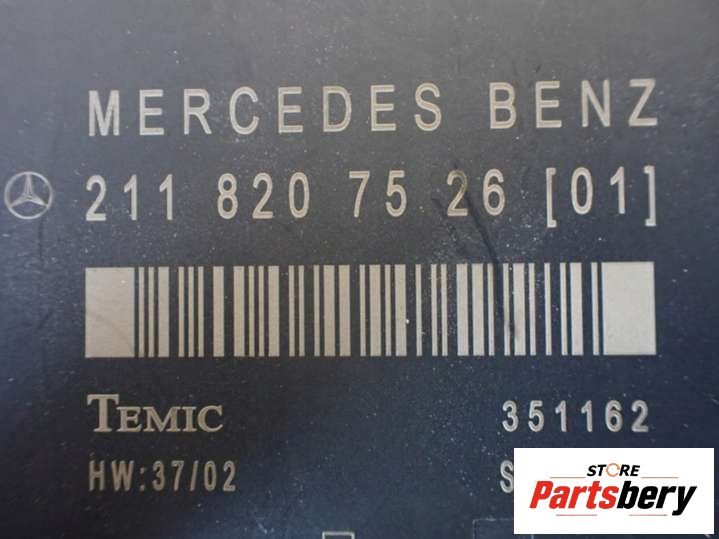 MERCEDES BENZ
211 820 75 26 [01]
TEMIC 351162
HW:37/02 S
STORE
Partsbery